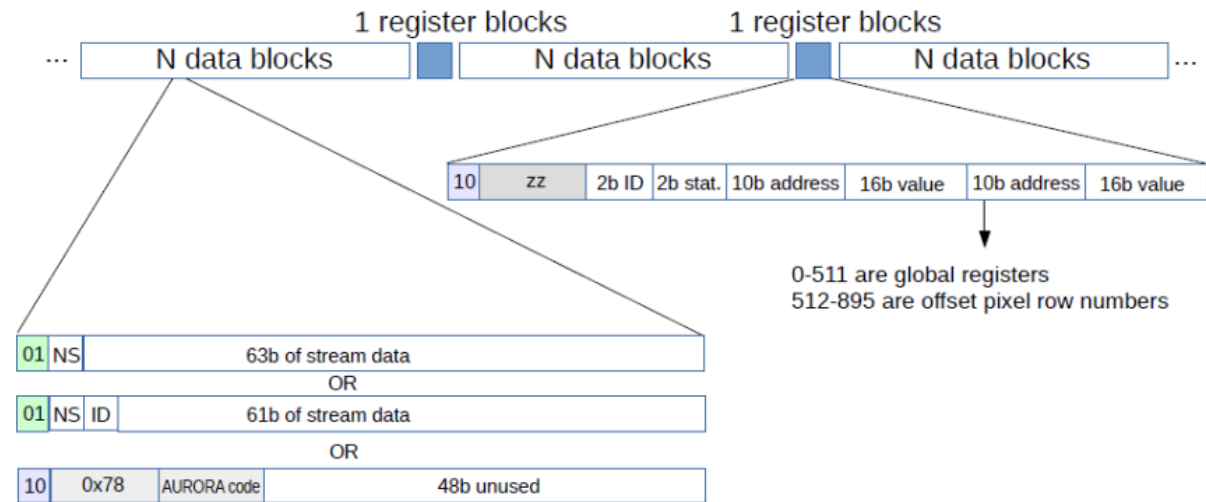 1 register blocks 1 register blocks
... N data blocks N data blocks N data blocks ...
10 zz 2b ID 2b stat. 10b address 16b value 10b address 16b value
0-511 are global registers
512-895 are offset pixel row numbers
01 NS 63b of stream data
OR
01 NS ID 61b of stream data
OR
10 0x78 AURORA code 48b unused